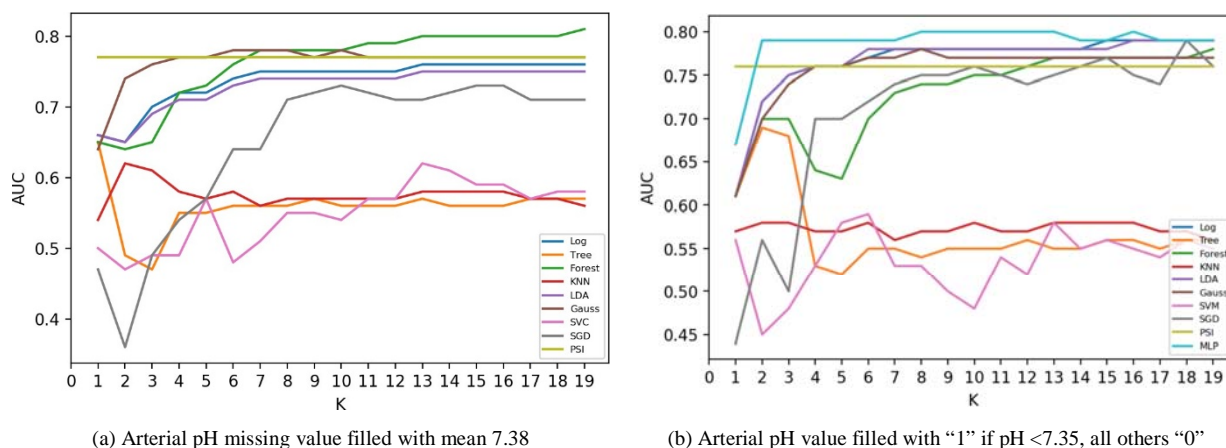 0.8
0.7
0.6
0.5
0.4
AUC
0 1 2 3 4 5 6 7 8 9 10 11 12 13 14 15 16 17 18 19
K
Log
Tree
Forest
KNN
LDA
Gauss
SVC
SGD
PSI
(a) Arterial pH missing value filled with mean 7.38
0.80
0.75
0.70
0.65
0.60
0.55
0.50
0.45
AUC
0 1 2 3 4 5 6 7 8 9 10 11 12 13 14 15 16 17 18 19
K
Log
Tree
Forest
KNN
LDA
Gauss
SVM
SGD
PSI
MLP
(b) Arterial pH value filled with “1” if pH <7.35, all others “0”